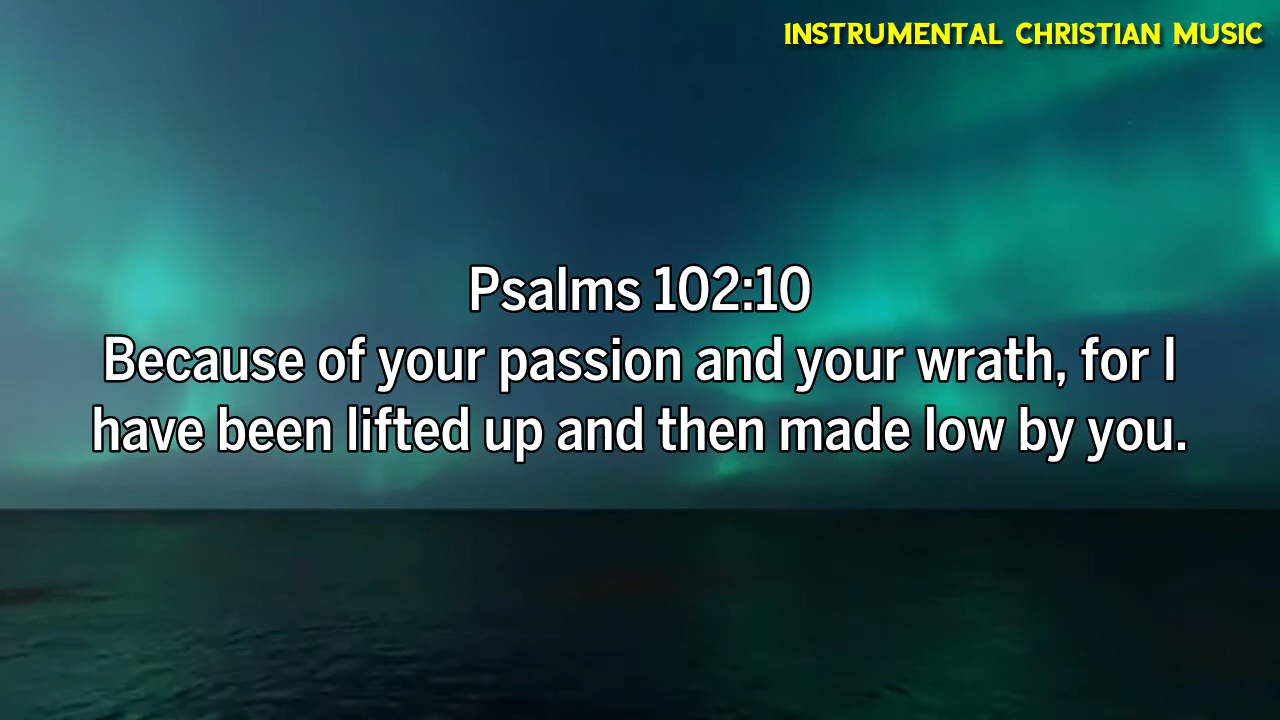 INSTRUMENTAL CHRISTIAN MUSIC
Psalms 102:10
Because of your passion and your wrath, for I
have been lifted up and then made low by you.